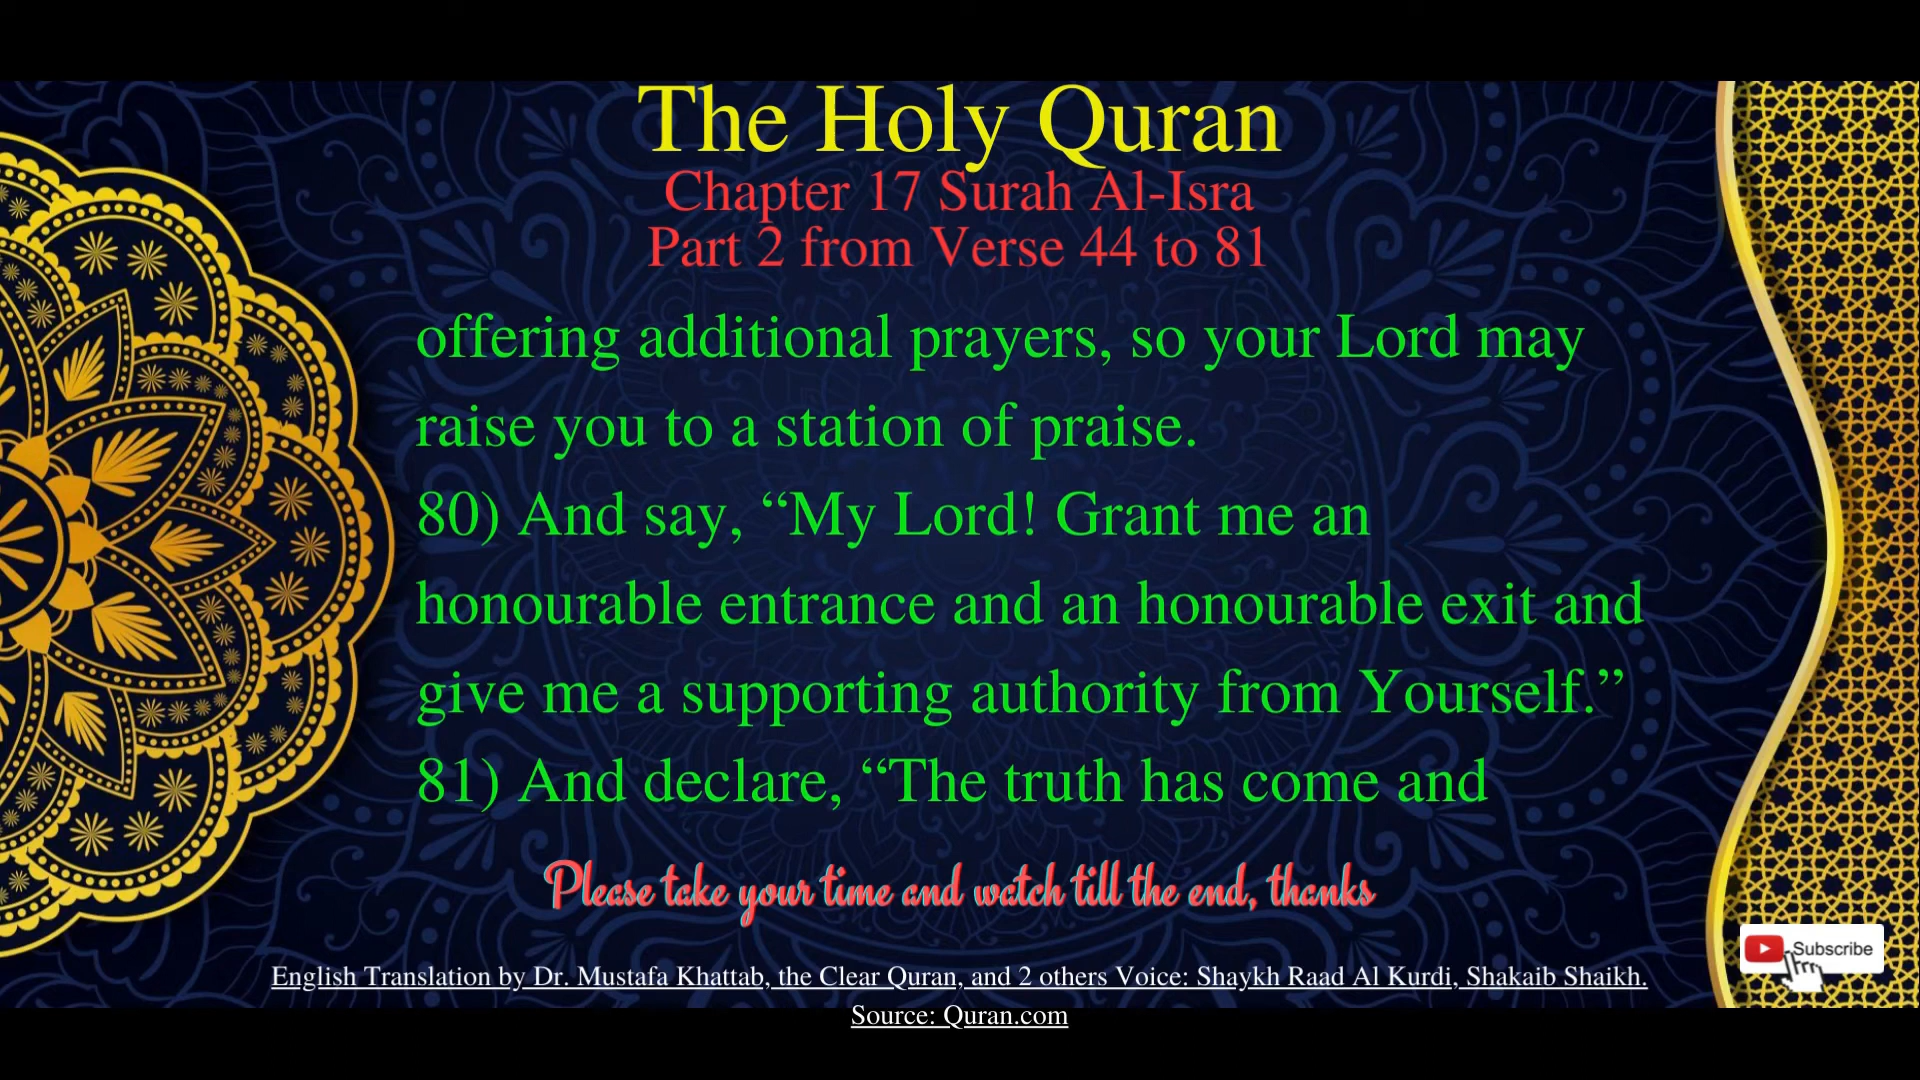 The Holy Quran
Chapter 17 Surah Al-Isra
Part 2 from Verse 44 to 81
offering additional prayers, so your Lord may
raise you to a station of praise.
80) And say, “My Lord! Grant me an
honourable entrance and an honourable exit and
give me a supporting authority from Yourself.”
81) And declare, “The truth has come and
Please take your time and watch till the end, thanks
Subscribe
English Translation by Dr. Mustafa Khattab, the Clear Quran, and 2 others Voice: Shaykh Raad Al Kurdi, Shakaib Shaikh.
Source: Quran.com